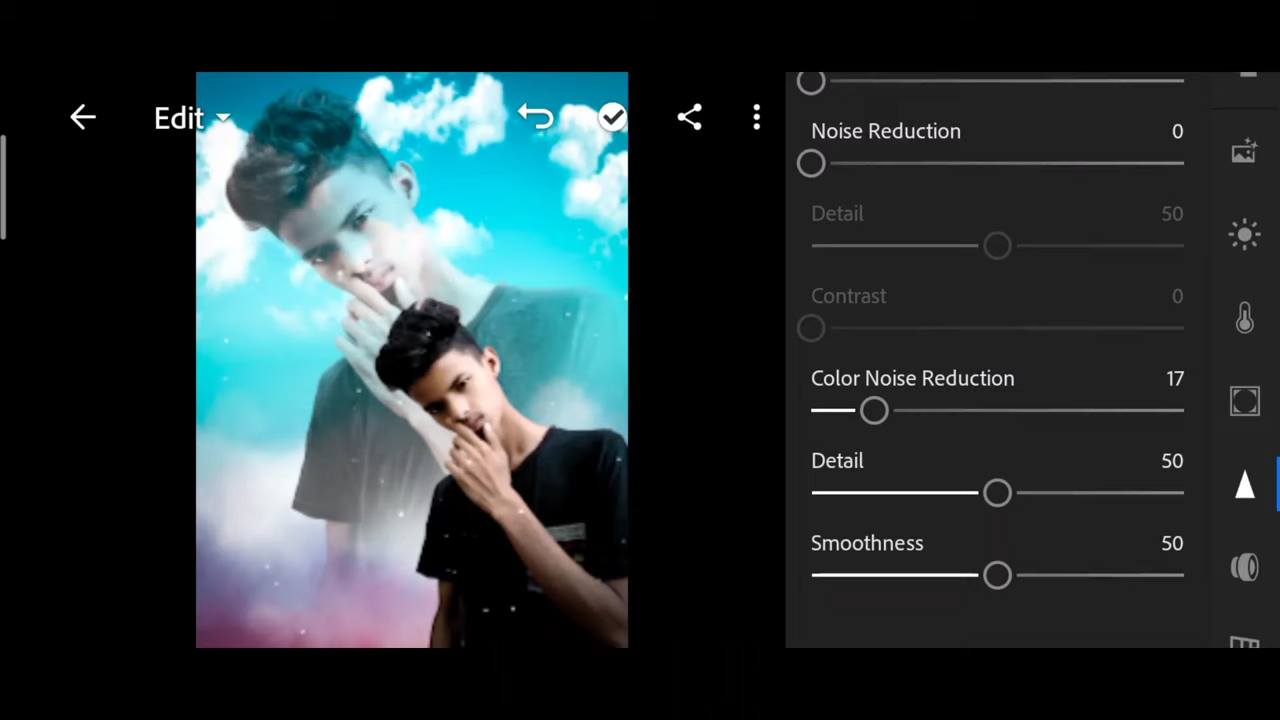 Edit
Noise Reduction 0
Detail 50
Contrast 0
Color Noise Reduction 17
Detail 50
Smoothness 50